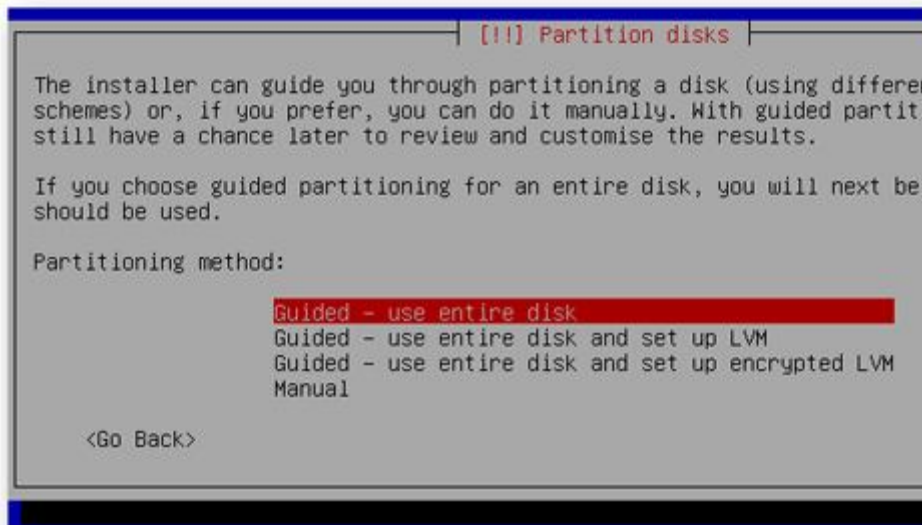 [!!] Partition disks
The installer can guide you through partitioning a disk (using differe
schemes) or, if you prefer, you can do it manually. With guided partit
still have a chance later to review and customise the results.
If you choose guided partitioning for an entire disk, you will next be
should be used.
Partitioning method:
Guided - use entire disk
Guided - use entire disk and set up LVM
Guided - use entire disk and set up encrypted LVM
Manual
<Go Back>